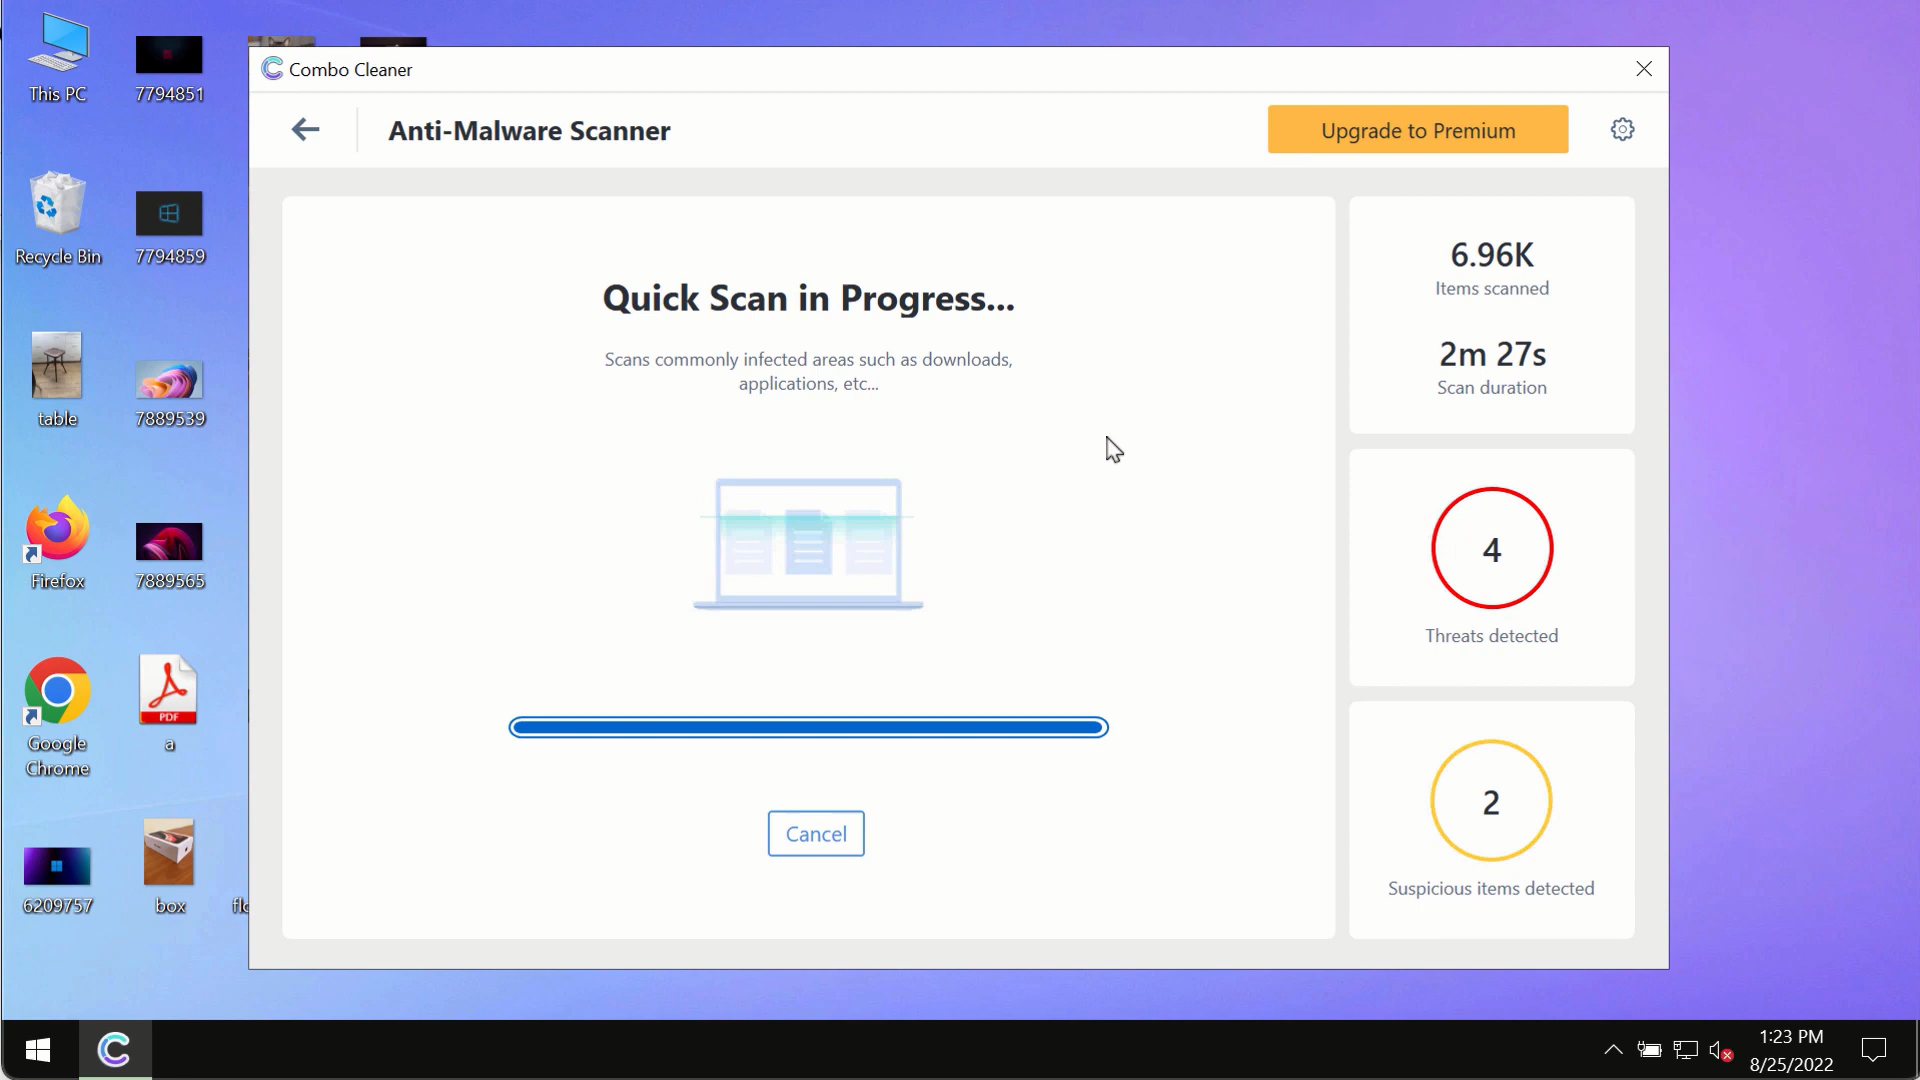 Combo Cleaner
Anti-Malware Scanner
Upgrade to Premium
Quick Scan in Progress...
Scans commonly infected areas such as downloads,
applications, etc...
Cancel
6.96K
Items scanned
2m 27s
Scan duration
4
Threats detected
2
Suspicious items detected
This PC
7794851
Recycle Bin
7794859
table
7889539
Firefox
7889565
Google
Chrome
PDF
a
6209757
box
1:23 PM
8/25/2022